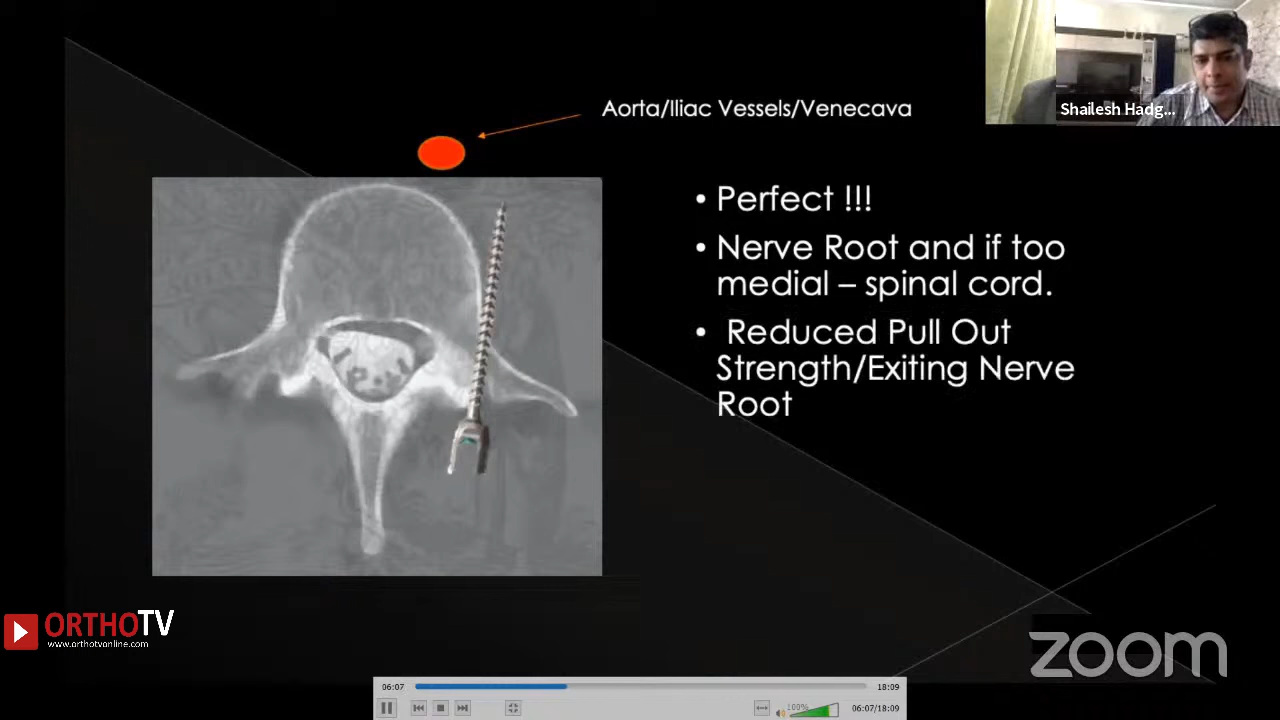 Aorta/Iliac Vessels/Venecava
Shailesh Hadg...
• Perfect !!!
• Nerve Root and if too
medial – spinal cord.
• Reduced Pull Out
Strength/Exiting Nerve
Root
ORTHOTV
www.orthotvonline.com
zoom
06:07
18:09
100%
06:07/18:09